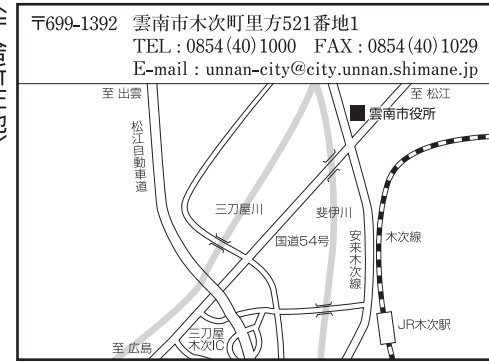 〒699-1392 雲南市木次町里方521番地1
TEL：0854(40)1000 FAX：0854(40)1029
E-mail：unnan-city@city.unnan.shimane.jp
至 出雲
至 松江
雲南市役所
松江自動車道
三刀屋川
斐伊川
国道54号
安来木次線
木次線
三刀屋
木次IC
JR木次駅
至 広島